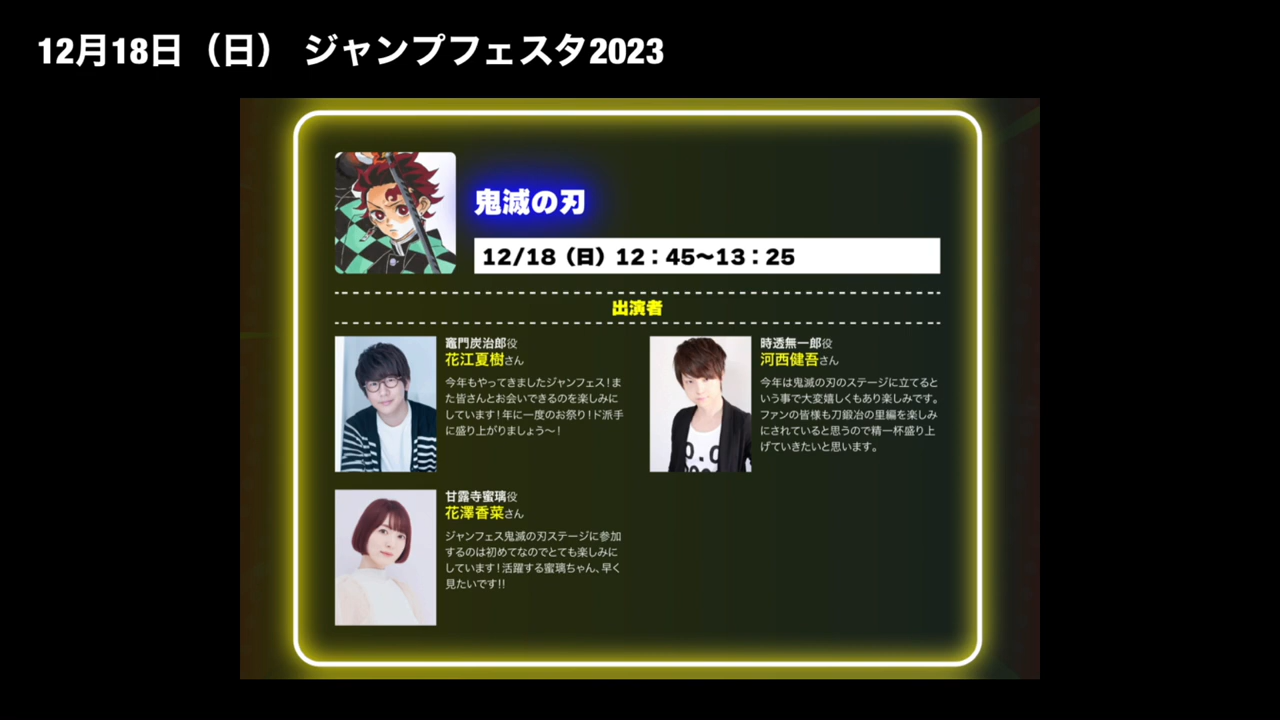 12月18日（日） ジャンプフェスタ2023
鬼滅の刃
12/18（日）12：45〜13：25
出演者
竈門炭治郎役
花江夏樹さん
今年もやってきましたジャンフェス！ま
た皆さんとお会いできるのを楽しみに
しています！年に一度のお祭り！ド派手
に盛り上がりましょう〜！
時透無一郎役
河西健吾さん
今年は鬼滅の刃のステージに立てると
いう事で大変嬉しくもあり楽しみです。
ファンの皆様も刀鍛冶の里編を楽しみ
にされていると思うので精一杯盛り上
げていきたいと思います。
甘露寺蜜璃役
花澤香菜さん
ジャンフェス鬼滅の刃ステージに参加
するのは初めてなのでとても楽しみに
しています！活躍する蜜璃ちゃん、早く
見たいです!!